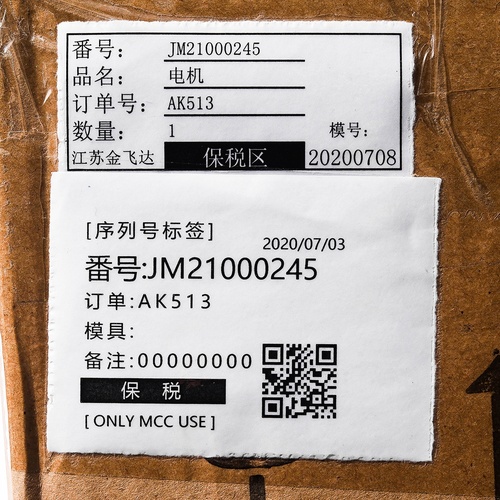 番号: JM21000245
品名: 电机
订单号: AK513
数量: 1 模号:
江苏金飞达 保税区 20200708
[序列号标签]
2020/07/03
番号:JM21000245
订单:AK513
模具:
备注:00000000
保 税
[ONLY MCC USE]